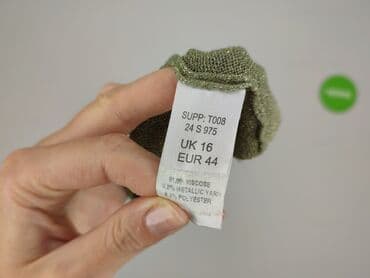 SUPP: T008
24 S 975
UK 16
EUR 44
VISCOSE
METALLIC YARN
POLYESTER